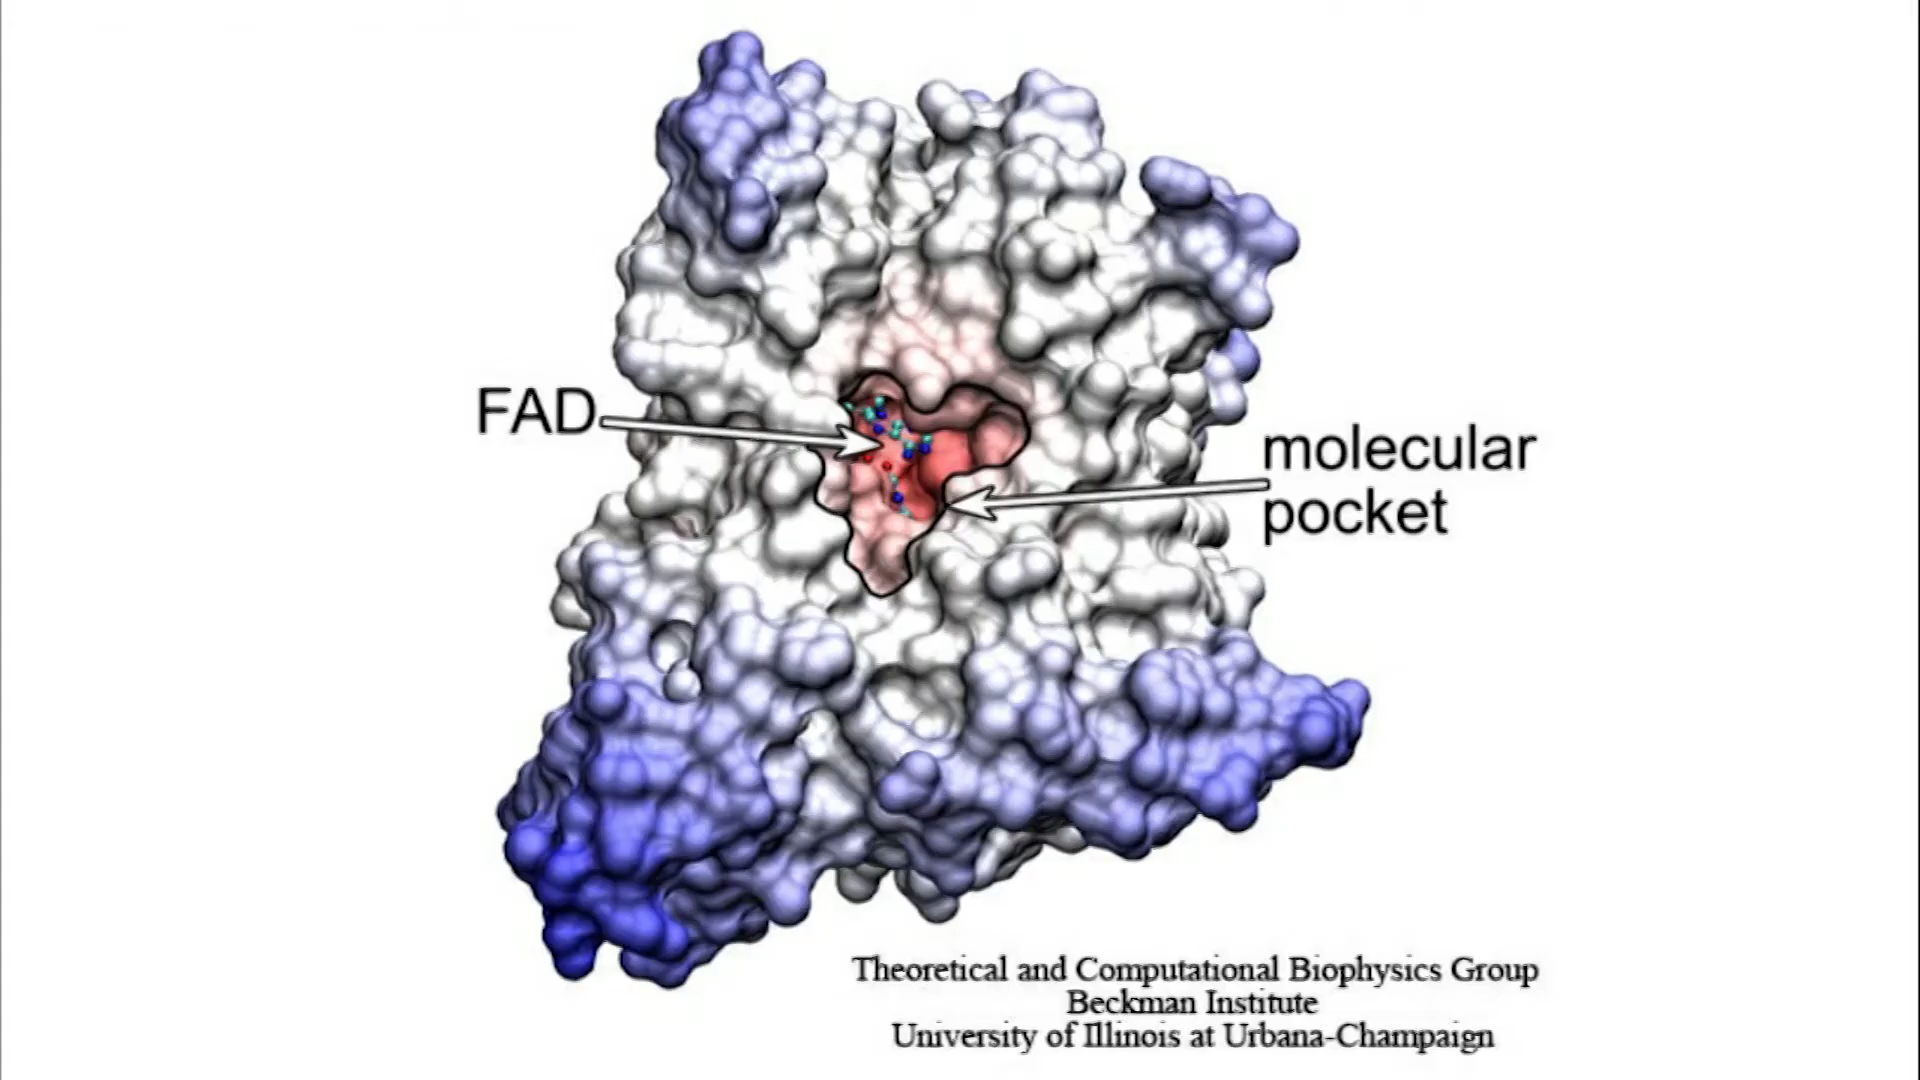 FAD
molecular
pocket
Theoretical and Computational Biophysics Group
Beckman Institute
University of Illinois at Urbana-Champaign